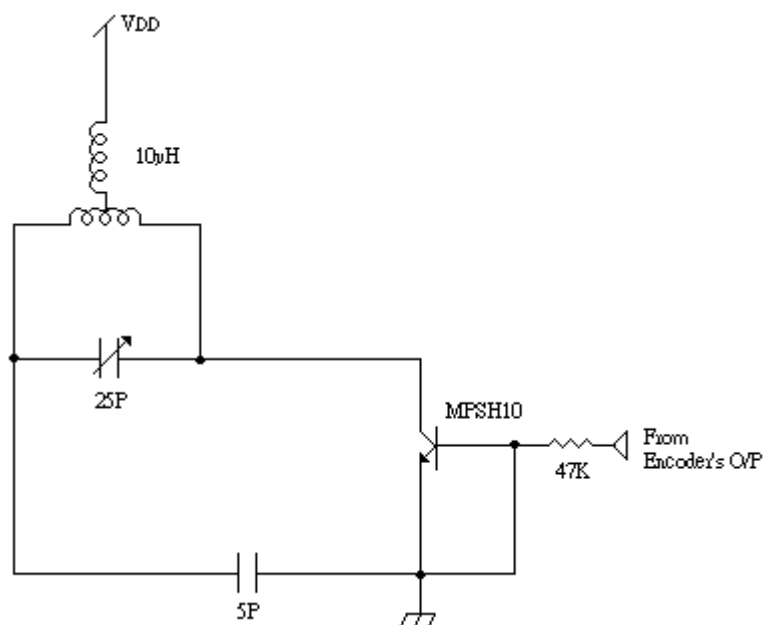 VDD
10µH
25P
MPSH10
From
Encoder's O/P
47K
5P